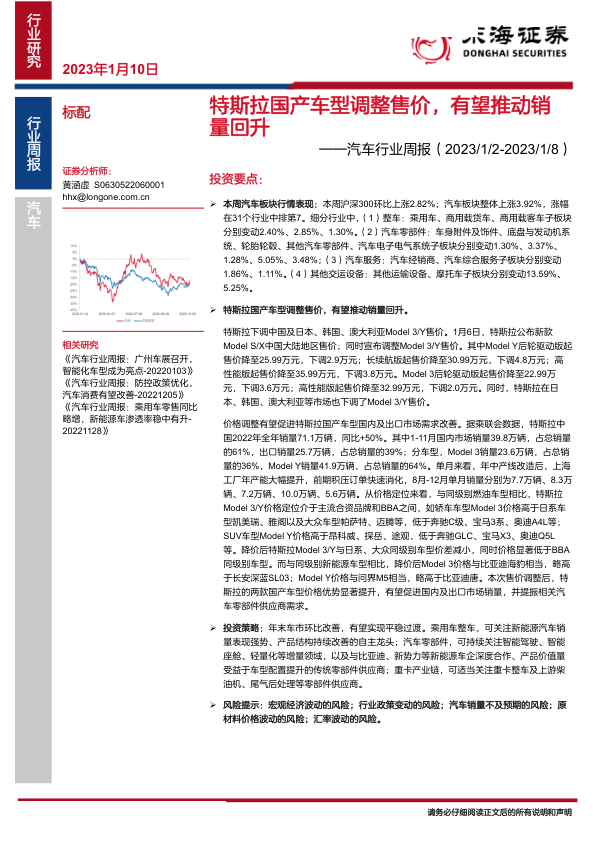 行业研究
2023年1月10日
东海证券
DONGHAI SECURITIES
行业周报
汽车
标配
证券分析师：
黄涵虚 S0630522060001
hhx@longone.com.cn
相关研究
《汽车行业周报：广州车展召开，
智能化车型成为亮点-20220103》
《汽车行业周报：防控政策优化，
汽车消费有望改善-20221205》
《汽车行业周报：乘用车零售同比
略增，新能源车渗透率稳中有升-
20221128》
特斯拉国产车型调整售价，有望推动销
量回升
——汽车行业周报（2023/1/2-2023/1/8）
投资要点：
➢ 本周汽车板块行情表现：本周沪深300环比上涨2.82%；汽车板块整体上涨3.92%，涨幅
在31个行业中排第7。细分行业中，（1）整车：乘用车、商用载货车、商用载客车子板块
分别变动2.40%、2.85%、1.30%。（2）汽车零部件：车身附件及饰件、底盘与发动机系
统、轮胎轮毂、其他汽车零部件、汽车电子电气系统子板块分别变动1.30%、3.37%、
1.28%、5.05%、3.48%；（3）汽车服务：汽车经销商、汽车综合服务子板块分别变动
1.86%、1.11%。（4）其他交运设备：其他运输设备、摩托车子板块分别变动13.59%、
5.25%。
➢ 特斯拉国产车型调整售价，有望推动销量回升。
特斯拉下调中国及日本、韩国、澳大利亚Model 3/Y售价。1月6日，特斯拉公布新款
Model S/X中国大陆地区售价；同时宣布调整Model 3/Y售价。其中Model Y后轮驱动版起
售价降至25.99万元，下调2.9万元；长续航版起售价降至30.99万元，下调4.8万元；高
性能版起售价降至35.99万元，下调3.8万元。Model 3后轮驱动版起售价降至22.99万
元，下调3.6万元；高性能版起售价降至32.99万元，下调2.0万元。同时，特斯拉在日
本、韩国、澳大利亚等市场也下调了Model 3/Y售价。
价格调整有望促进特斯拉国产车型国内及出口市场需求改善。据乘联会数据，特斯拉中
国2022年全年销量71.1万辆，同比+50%。其中1-11月国内市场销量39.8万辆，占总销量
的61%，出口销量25.7万辆，占总销量的39%；分车型，Model 3销量23.6万辆，占总销
量的36%，Model Y销量41.9万辆，占总销量的64%。单月来看，年中产线改造后，上海
工厂年产能大幅提升，前期积压订单快速消化，8月-12月单月销量分别为7.7万辆、8.3万
辆、7.2万辆、10.0万辆、5.6万辆。从价格定位来看，与同级别燃油车型相比，特斯拉
Model 3/Y价格定位介于主流合资品牌和BBA之间，如轿车车型Model 3价格高于日系车
型凯美瑞、雅阁以及大众车型帕萨特、迈腾等，低于奔驰C级、宝马3系、奥迪A4L等；
SUV车型Model Y价格高于昂科威、探岳、途观，低于奔驰GLC、宝马X3、奥迪Q5L
等。降价后特斯拉Model 3/Y与日系、大众同级别车型价差减小，同时价格显著低于BBA
同级别车型。而与同级别新能源车型相比，降价后Model 3价格与比亚迪海豹相当，略高
于长安深蓝SL03；Model Y价格与问界M5相当，略高于比亚迪唐。本次售价调整后，特
斯拉的两款国产车型价格优势显著提升，有望促进国内及出口市场销量，并提振相关汽
车零部件供应商需求。
➢ 投资策略：年末车市环比改善，有望实现平稳过渡。乘用车整车，可关注新能源汽车销
量表现强势、产品结构持续改善的自主龙头；汽车零部件，可持续关注智能驾驶、智能
座舱、轻量化等增量领域，以及与比亚迪、新势力等新能源车企深度合作、产品价值量
受益于车型配置提升的传统零部件供应商；重卡产业链，可适当关注重卡整车及上游柴
油机、尾气后处理等零部件供应商。
➢ 风险提示：宏观经济波动的风险；行业政策变动的风险；汽车销量不及预期的风险；原
材料价格波动的风险；汇率波动的风险。
请务必仔细阅读正文后的所有说明和声明